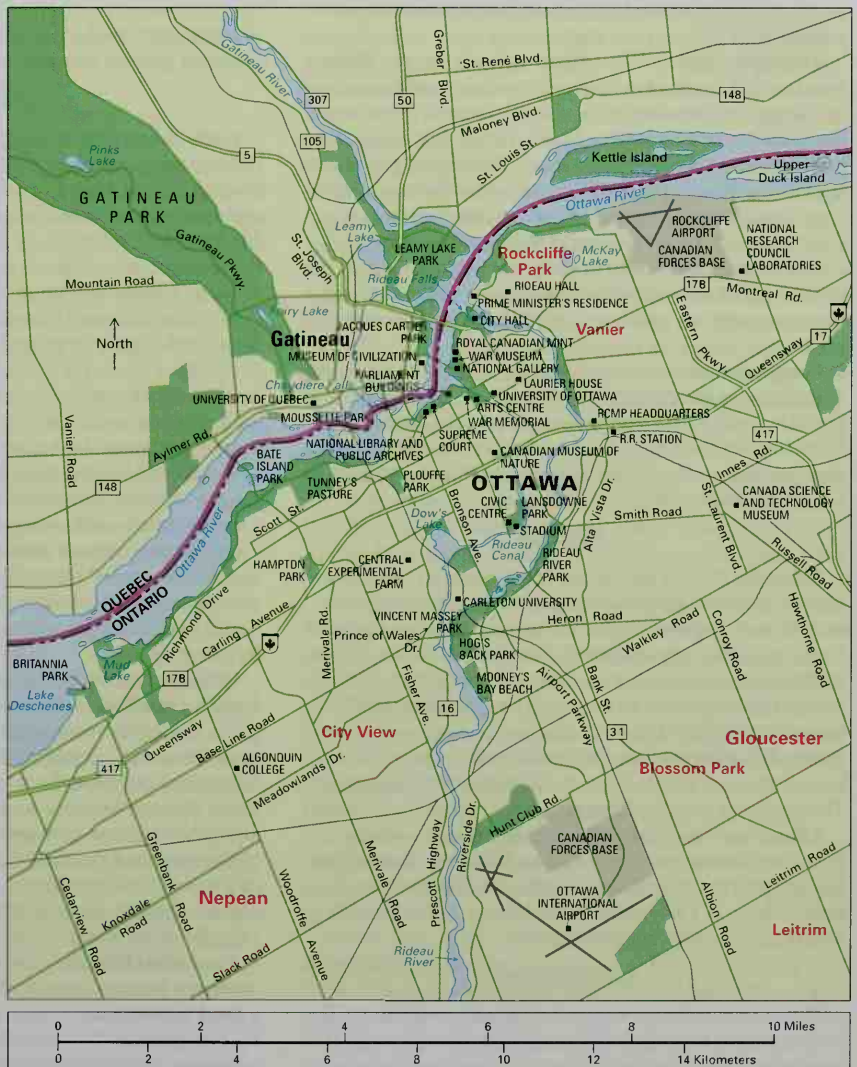 Gatineau River
Greber Blvd.
St. René Blvd.
307
50
148
Maloney Blvd.
105
5
St. Louis St.
Kettle Island
Upper
Duck Island
Ottawa River
Pinks
Lake
GATINEAU
PARK
Gatineau Pkwy.
St. Joseph
Blvd.
Leamy
Lake
LEAMY LAKE
PARK
Rideau Falls
Rockcliffe
Park
McKay
Lake
ROCKCLIFFE
AIRPORT
CANADIAN
FORCES BASE
NATIONAL
RESEARCH
COUNCIL
LABORATORIES
Mountain Road
RIDEAU HALL
PRIME MINISTER'S RESIDENCE
17B
Montreal Rd.
North
Fairy Lake
JACQUES CARTIER
PARK
CITY HALL
Vanier
Eastern Pkwy.
Queensway
17
Gatineau
MUSEUM OF CIVILIZATION
ROYAL CANADIAN MINT
WAR MUSEUM
NATIONAL GALLERY
PARLIAMENT
BUILDINGS
LAURIER HOUSE
UNIVERSITY OF QUEBEC
UNIVERSITY OF OTTAWA
ARTS CENTRE
WAR MEMORIAL
RCMP HEADQUARTERS
R.R. STATION
417
Vanier Road
Aylmer Rd.
NATIONAL LIBRARY AND
PUBLIC ARCHIVES
SUPREME
COURT
CANADIAN MUSEUM OF
NATURE
Innes Rd.
148
BATE
ISLAND
PARK
TUNNEY'S
PASTURE
PLOUFFE
PARK
OTTAWA
CIVIC
CENTRE
LANSDOWNE
PARK
STADIUM
Alta Vista Dr.
St. Laurent Blvd.
CANADA SCIENCE
AND TECHNOLOGY
MUSEUM
Ottawa River
Scott St.
Dow's
Lake
Bronson Ave.
Smith Road
Rideau
Canal
RIDEAU
RIVER
PARK
Russell Road
HAMPTON
PARK
CENTRAL
EXPERIMENTAL
FARM
QUEBEC
ONTARIO
Richmond Drive
Carling Avenue
Merivale Rd.
CARLETON UNIVERSITY
VINCENT MASSEY
PARK
Heron Road
Walkley Road
Conroy Road
Hawthorne Road
Prince of Wales
Dr.
HOG'S
BACK PARK
BRITANNIA
PARK
Mud
Lake
17B
Lake
Deschenes
MOONEY'S
BAY BEACH
Fisher Ave.
16
Airport Parkway
Bank St.
31
Queensway
Base Line Road
City View
Gloucester
Blossom Park
417
ALGONQUIN
COLLEGE
Meadowlands Dr.
Hunt Club Rd
CANADIAN
FORCES BASE
Cedarview Road
Greenbank Road
Woodroffe Avenue
Merivale Road
Prescott Highway
Riverside Dr.
Leitrim Road
Albion Road
Nepean
Knoxdale
Road
OTTAWA
INTERNATIONAL
AIRPORT
Leitrim
Slack Road
Rideau
River
0 2 4 6 8 10 Miles
0 2 4 6 8 10 12 14 Kilometers